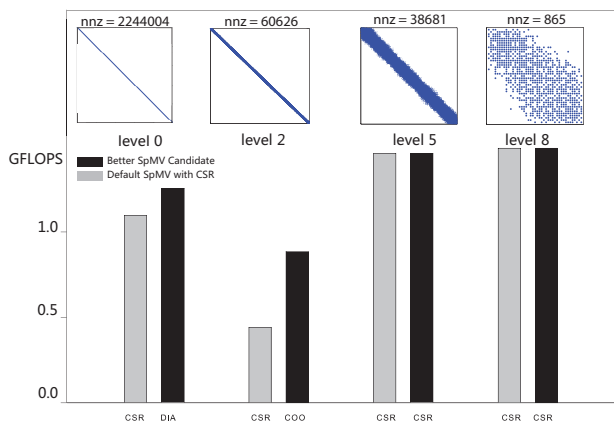 nnz = 2244004
nnz = 60626
nnz = 38681
nnz = 865
level 0
level 2
level 5
level 8
GFLOPS
Better SpMV Candidate
Default SpMV with CSR
1.0
0.5
0.0
CSR DIA
CSR COO
CSR CSR
CSR CSR